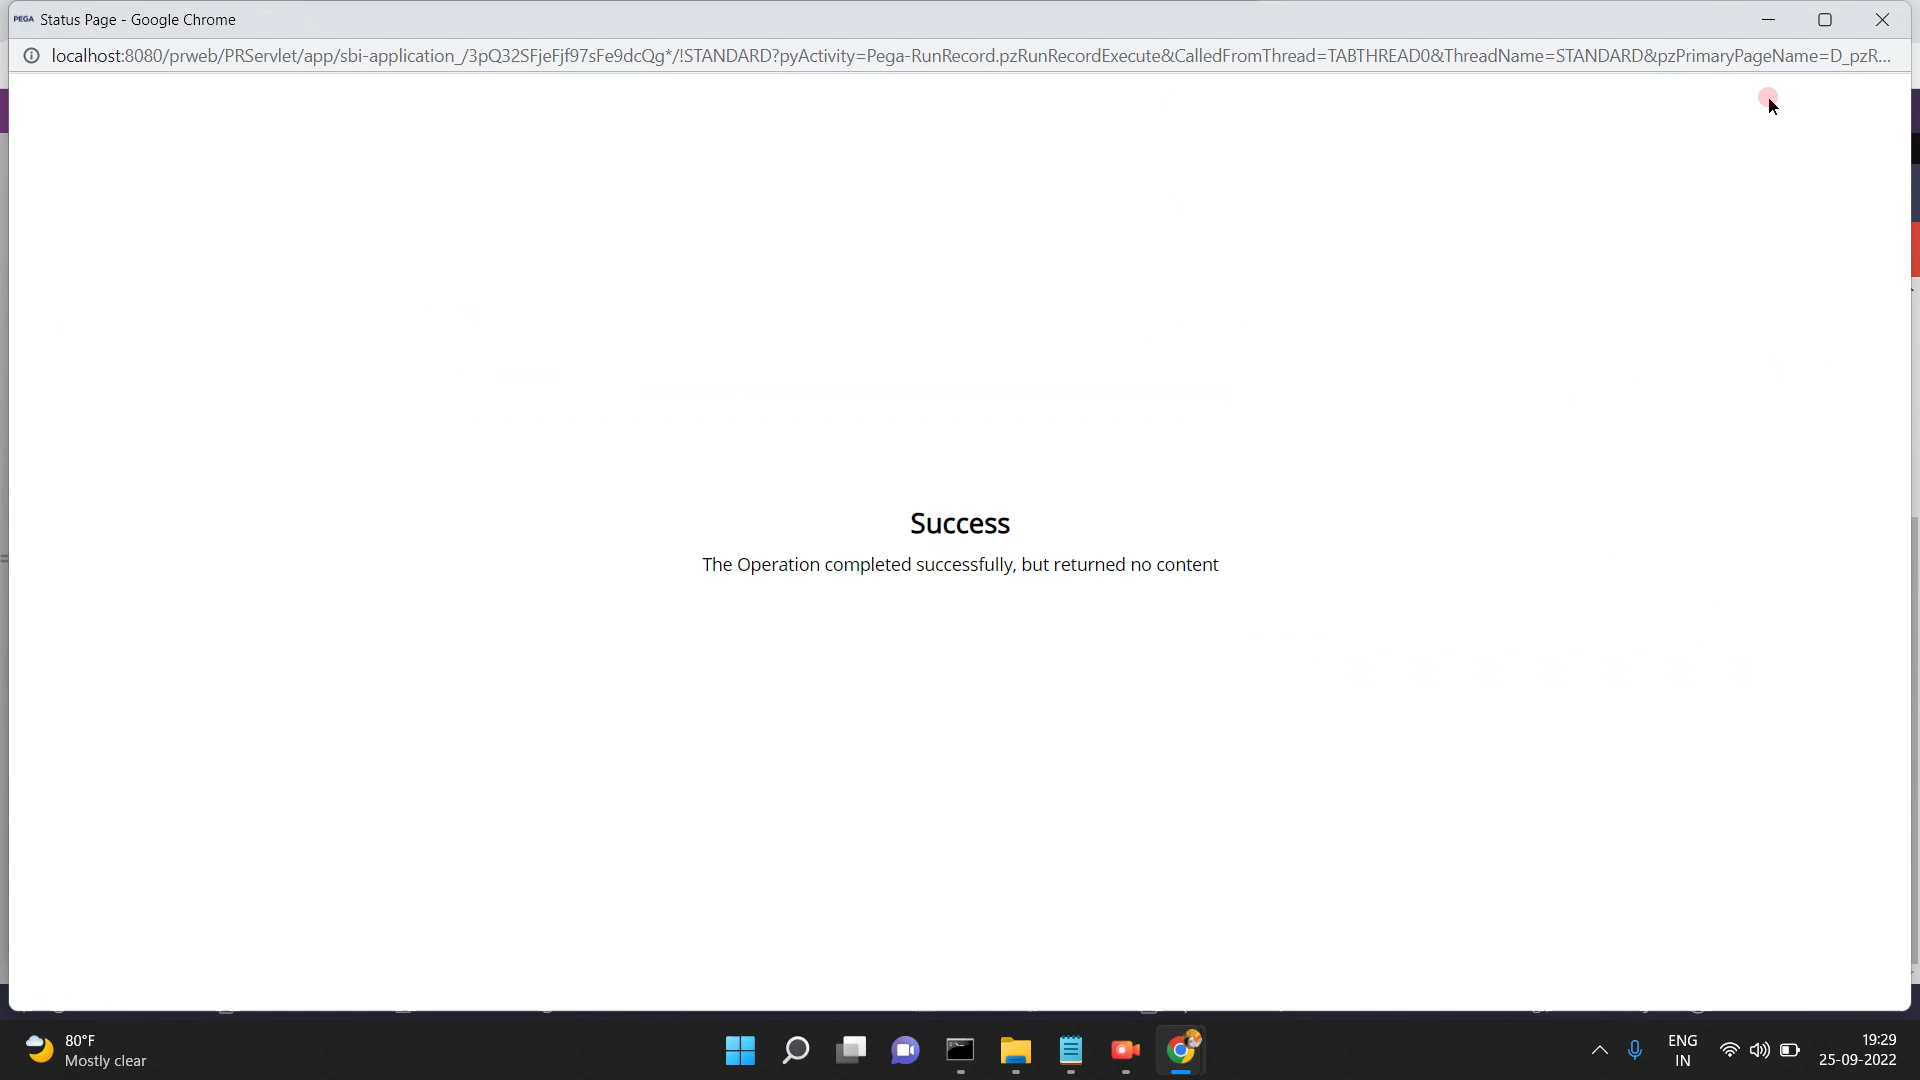 PEGA Status Page - Google Chrome
localhost:8080/prweb/PRServlet/app/sbi-application_/3pQ32SFjeFjf97sFe9dcQg*/!STANDARD?pyActivity=Pega-RunRecord.pzRunRecordExecute&CalledFromThread=TABTHREAD0&ThreadName=STANDARD&pzPrimaryPageName=D_pzR...
Success
The Operation completed successfully, but returned no content
80°F
Mostly clear
ENG
IN
19:29
25-09-2022